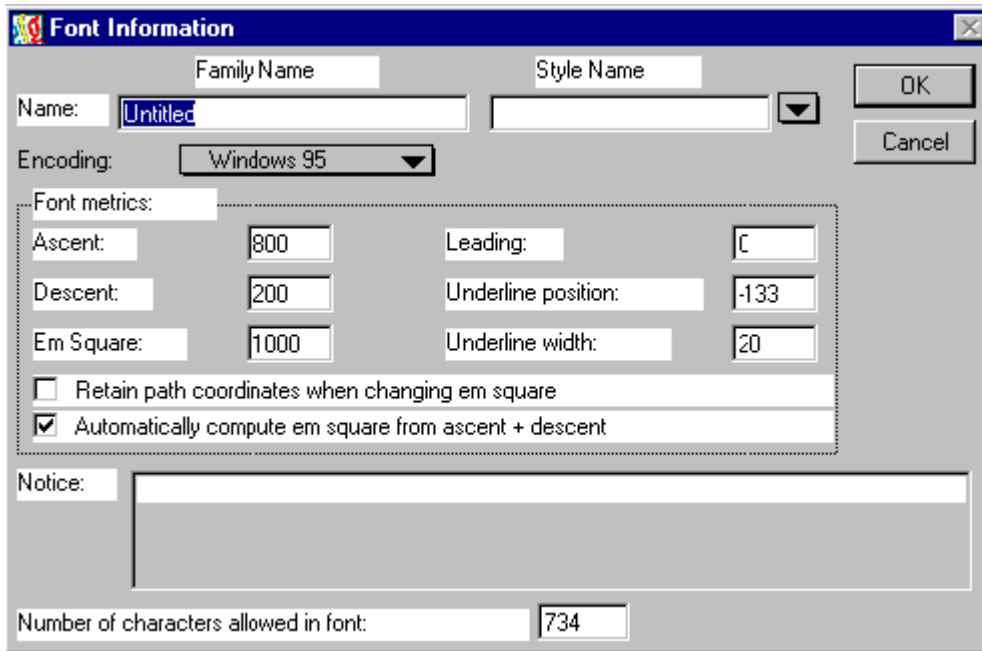 Font Information
Family Name Style Name
Name: Untitled
OK
Encoding: Windows 95
Cancel
Font metrics:
Ascent: 800 Leading: 0
Descent: 200 Underline position: -133
Em Square: 1000 Underline width: 20
Retain path coordinates when changing em square
Automatically compute em square from ascent + descent
Notice:
Number of characters allowed in font: 734